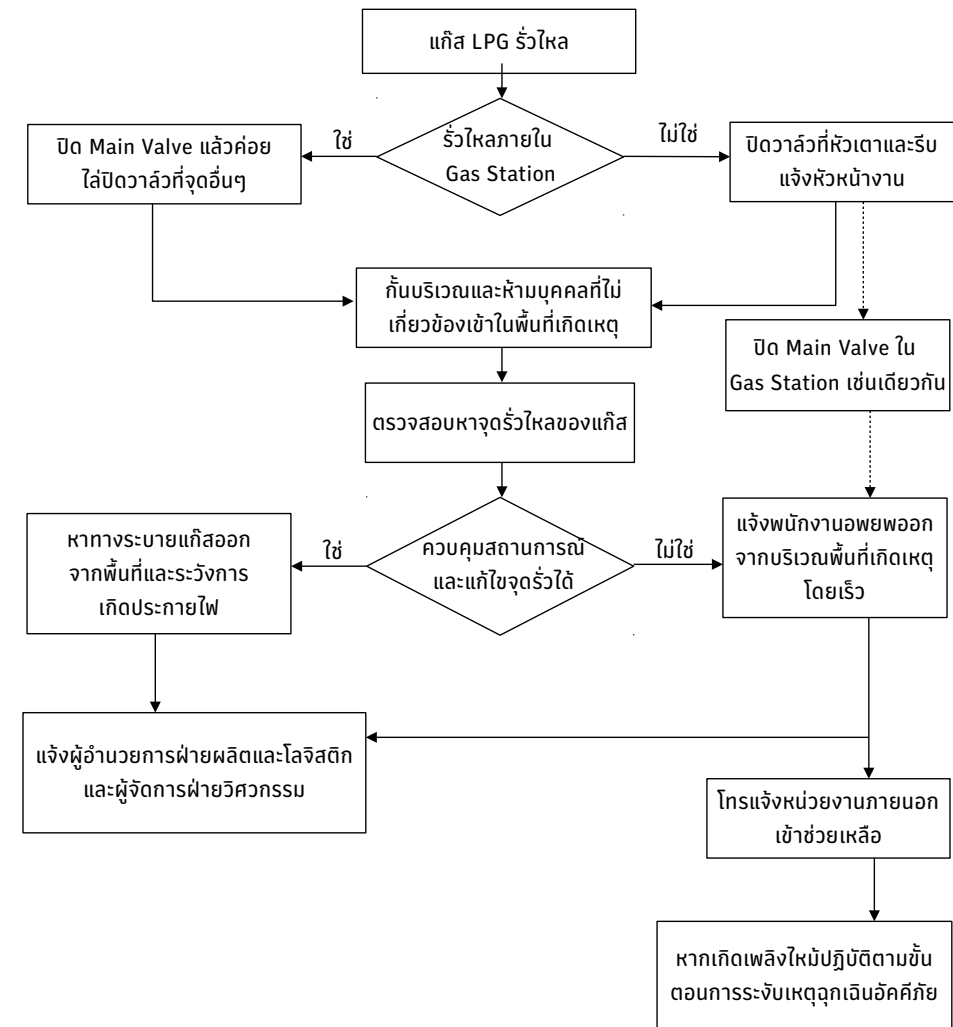 แก๊ส LPG รั่วไหล
ใช่
รั่วไหลภายใน
Gas Station
ไม่ใช่
ปิด Main Valve แล้วค่อย
ไล่ปิดวาล์วที่จุดอื่นๆ
ปิดวาล์วที่หัวเตาและรีบ
แจ้งหัวหน้างาน
กั้นบริเวณและห้ามบุคคลที่ไม่
เกี่ยวข้องเข้าในพื้นที่เกิดเหตุ
ปิด Main Valve ใน
Gas Station เช่นเดียวกัน
ตรวจสอบหาจุดรั่วไหลของแก๊ส
หาทางระบายแก๊สออก
จากพื้นที่และระวังการ
เกิดประกายไฟ
ใช่
ควบคุมสถานการณ์
และแก้ไขจุดรั่วได้
ไม่ใช่
แจ้งพนักงานอพยพออก
จากบริเวณพื้นที่เกิดเหตุ
โดยเร็ว
แจ้งผู้อำนวยการฝ่ายผลิตและโลจิสติก
และผู้จัดการฝ่ายวิศวกรรม
โทรแจ้งหน่วยงานภายนอก
เข้าช่วยเหลือ
หากเกิดเพลิงไหม้ปฏิบัติตามขั้น
ตอนการระงับเหตุฉุกเฉินอัคคีภัย